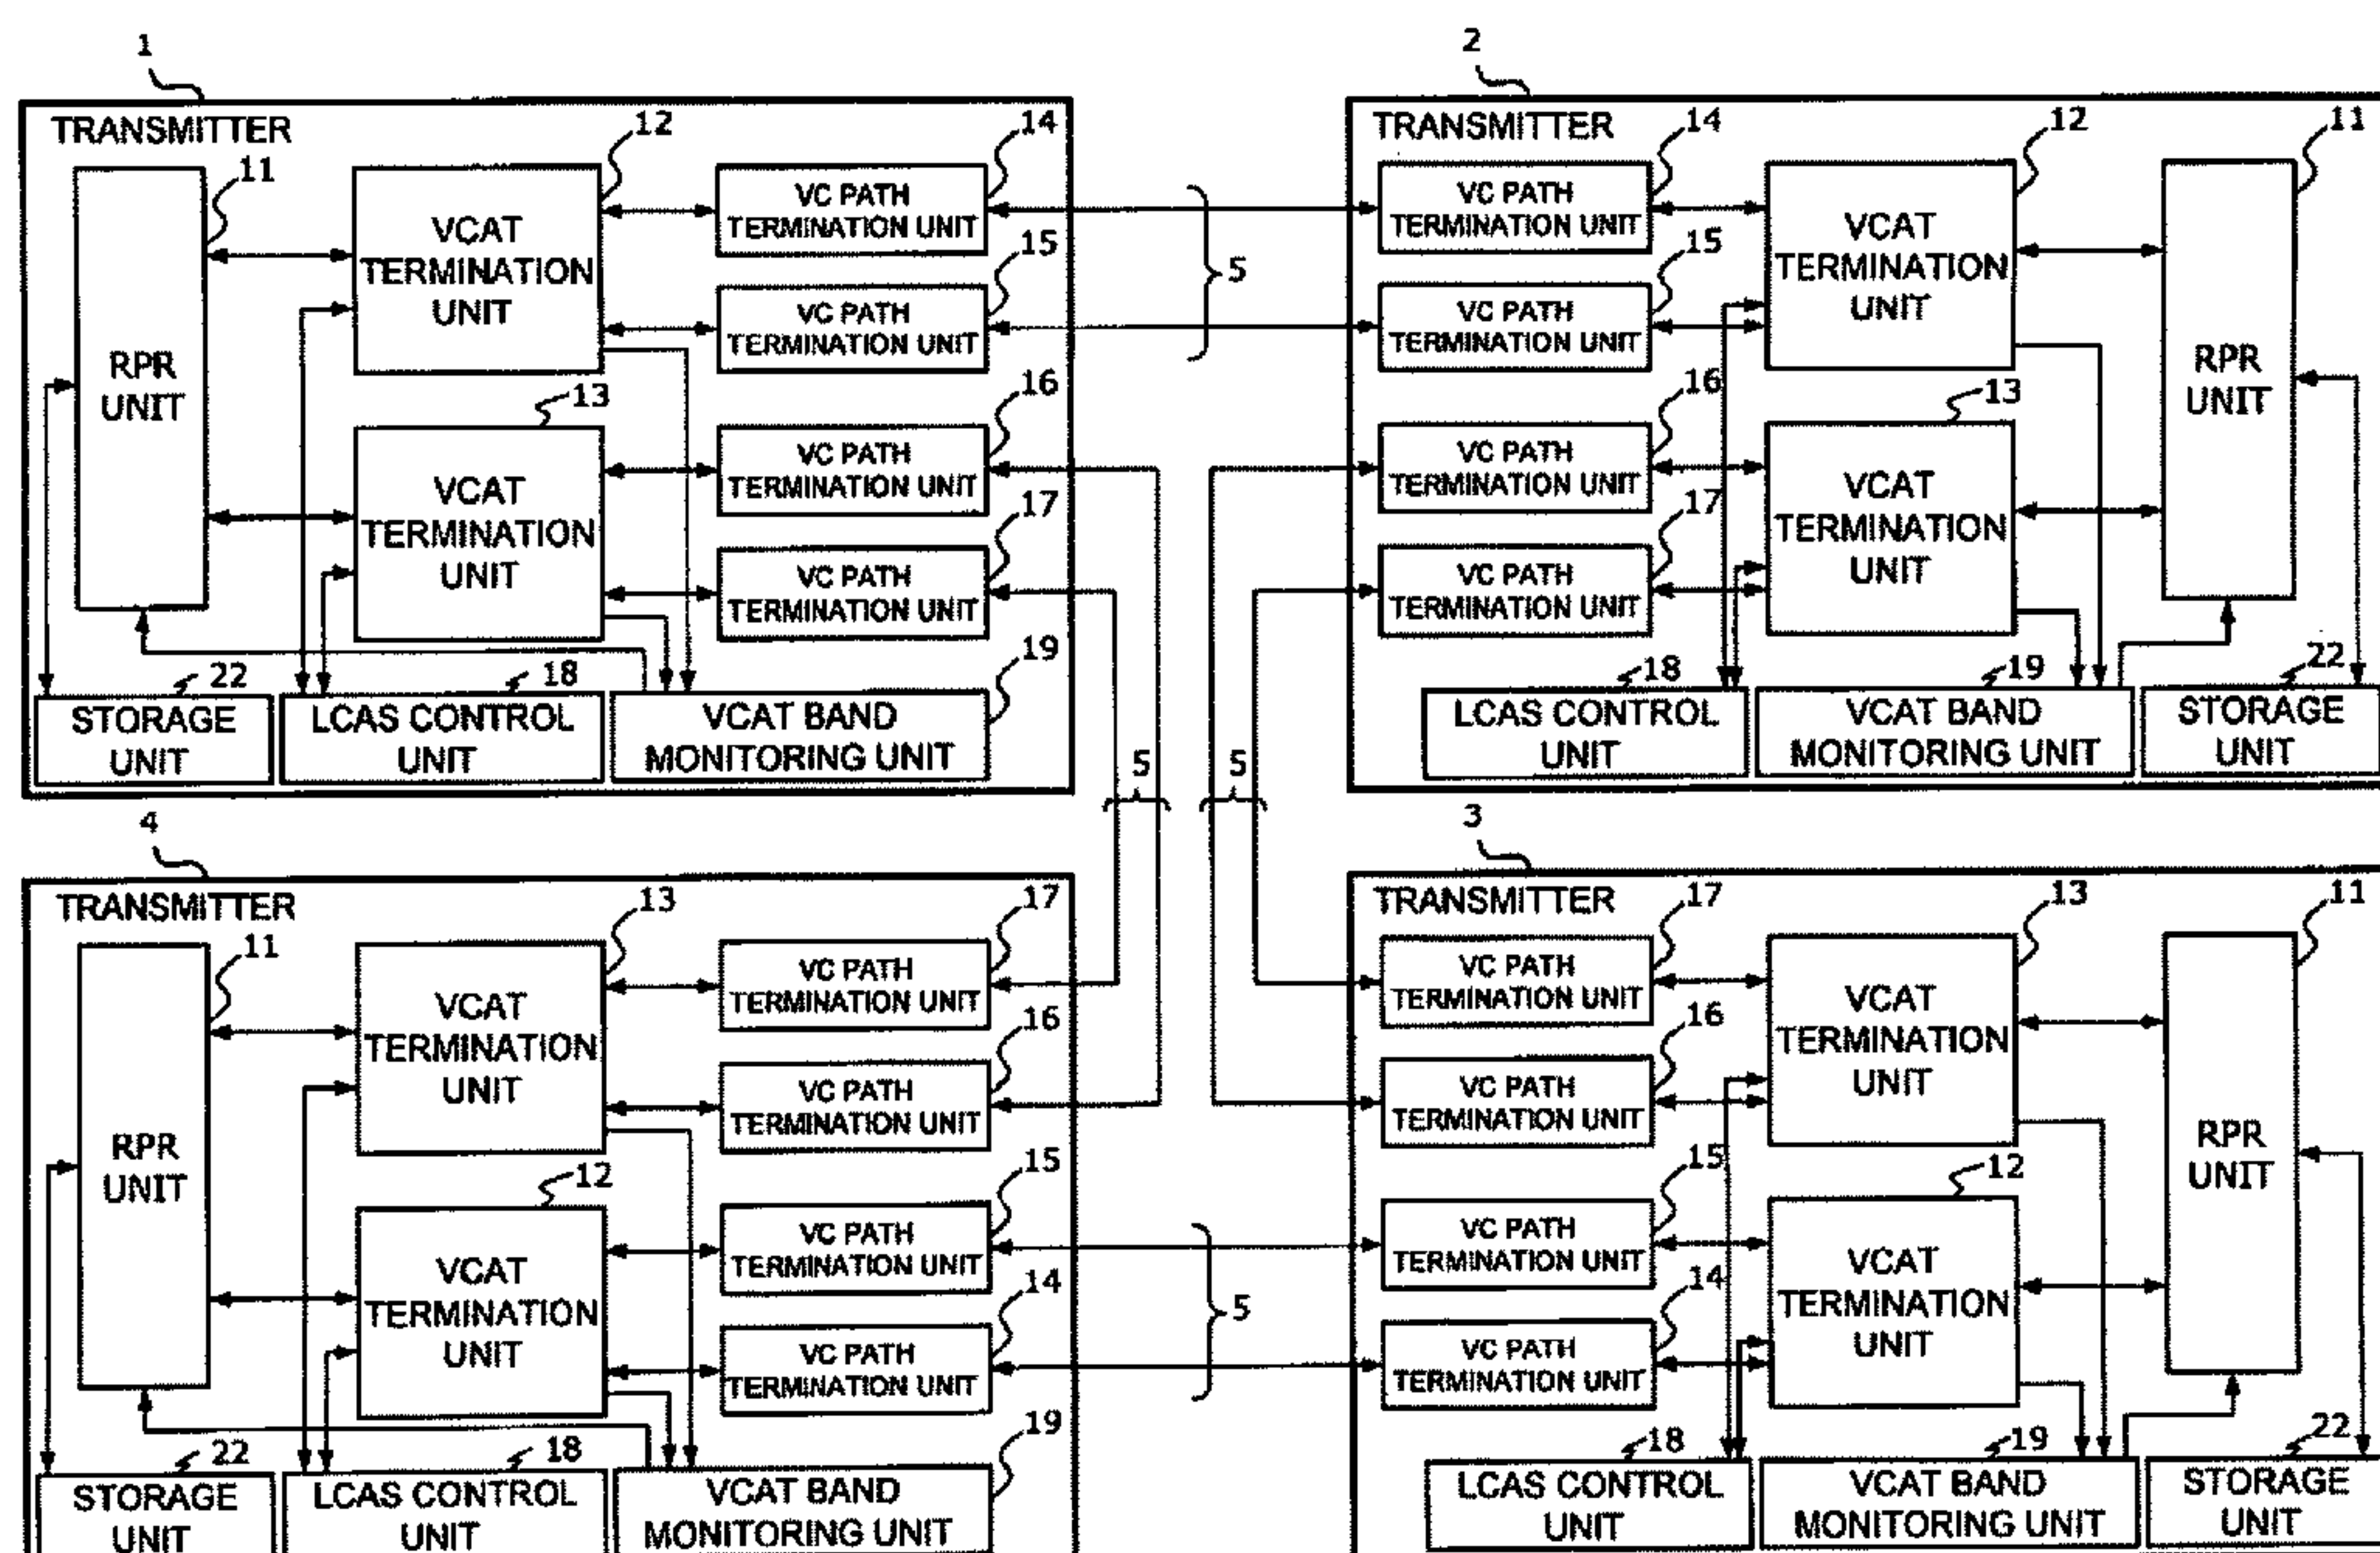 1
2
TRANSMITTER
12
14
11
VC PATH
TERMINATION UNIT
VCAT
TERMINATION
UNIT
15
VC PATH
TERMINATION UNIT
RPR
UNIT
13
16
VC PATH
TERMINATION UNIT
VCAT
TERMINATION
UNIT
17
VC PATH
TERMINATION UNIT
19
22
18
STORAGE
UNIT
LCAS CONTROL
UNIT
VCAT BAND
MONITORING UNIT
5
5
5
TRANSMITTER
14
12
11
VC PATH
TERMINATION UNIT
VCAT
TERMINATION
UNIT
15
VC PATH
TERMINATION UNIT
RPR
UNIT
16
13
VC PATH
TERMINATION UNIT
VCAT
TERMINATION
UNIT
17
VC PATH
TERMINATION UNIT
18
19
22
LCAS CONTROL
UNIT
VCAT BAND
MONITORING UNIT
STORAGE
UNIT
4
3
TRANSMITTER
13
17
11
VC PATH
TERMINATION UNIT
VCAT
TERMINATION
UNIT
16
VC PATH
TERMINATION UNIT
RPR
UNIT
12
15
VC PATH
TERMINATION UNIT
VCAT
TERMINATION
UNIT
14
VC PATH
TERMINATION UNIT
19
22
18
STORAGE
UNIT
LCAS CONTROL
UNIT
VCAT BAND
MONITORING UNIT
5
TRANSMITTER
17
13
11
VC PATH
TERMINATION UNIT
VCAT
TERMINATION
UNIT
16
VC PATH
TERMINATION UNIT
RPR
UNIT
15
12
VC PATH
TERMINATION UNIT
VCAT
TERMINATION
UNIT
14
VC PATH
TERMINATION UNIT
18
19
22
LCAS CONTROL
UNIT
VCAT BAND
MONITORING UNIT
STORAGE
UNIT